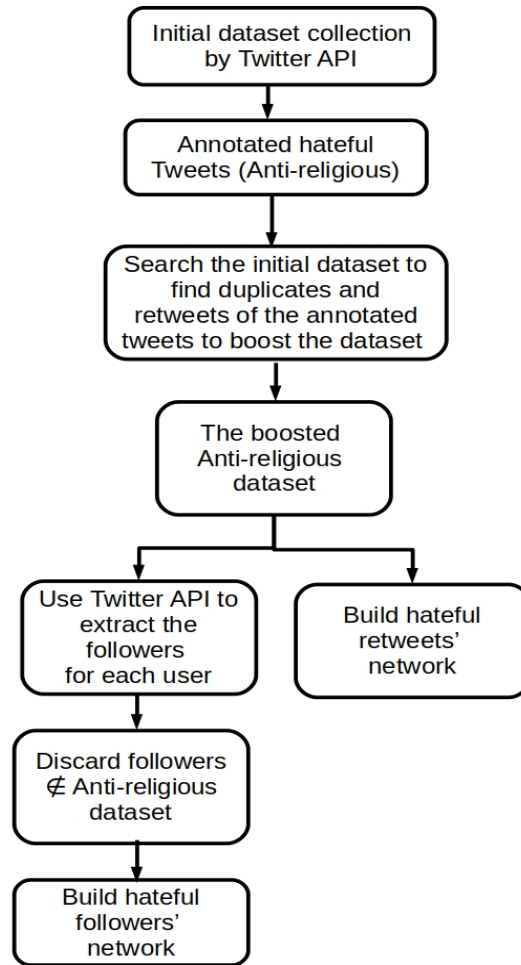 Initial dataset collection
by Twitter API
Annotated hateful
Tweets (Anti-religious)
Search the initial dataset to
find duplicates and
retweets of the annotated
tweets to boost the dataset
The boosted
Anti-religious
dataset
Use Twitter API to
extract the
followers
for each user
Build hateful
retweets’
network
Discard followers
∉ Anti-religious
dataset
Build hateful
followers’
network